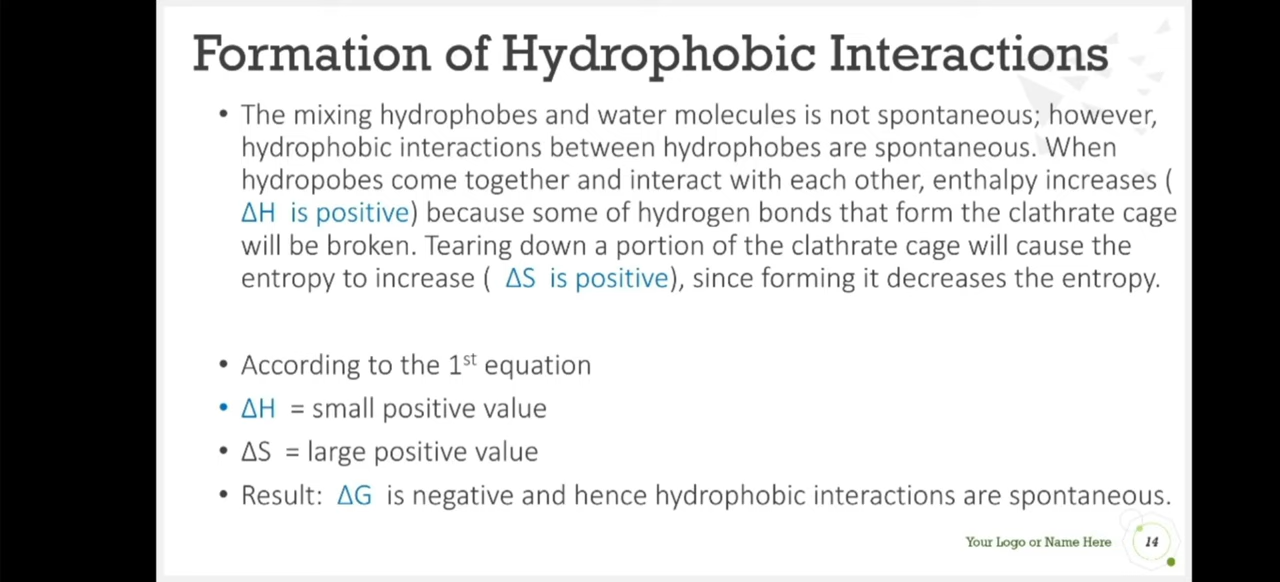 Formation of Hydrophobic Interactions
• The mixing hydrophobes and water molecules is not spontaneous; however,
hydrophobic interactions between hydrophobes are spontaneous. When
hydropobes come together and interact with each other, enthalpy increases (
ΔH is positive) because some of hydrogen bonds that form the clathrate cage
will be broken. Tearing down a portion of the clathrate cage will cause the
entropy to increase ( ΔS is positive), since forming it decreases the entropy.
• According to the 1st equation
• ΔH = small positive value
• ΔS = large positive value
• Result: ΔG is negative and hence hydrophobic interactions are spontaneous.
Your Logo or Name Here 14